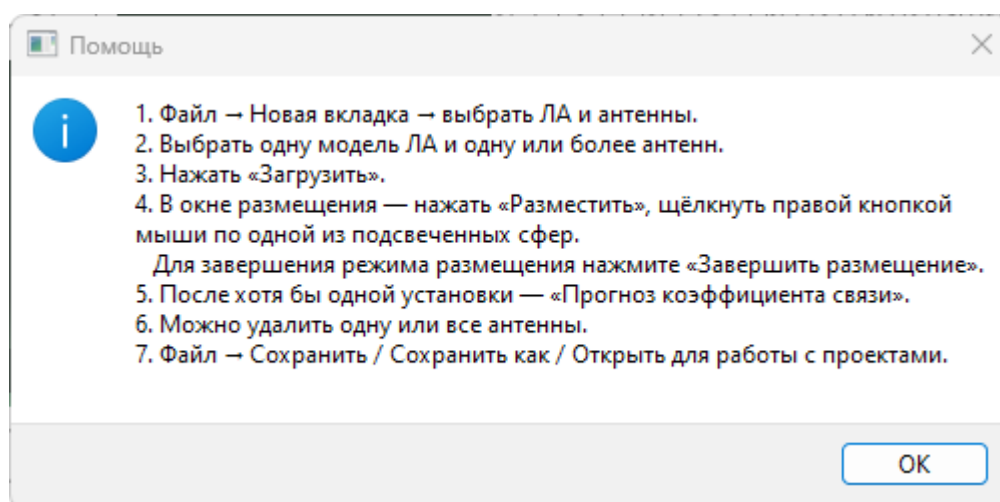 Помощь
1. Файл → Новая вкладка → выбрать ЛА и антенны.
2. Выбрать одну модель ЛА и одну или более антенн.
3. Нажать «Загрузить».
4. В окне размещения — нажать «Разместить», щёлкнуть правой кнопкой
мыши по одной из подсвеченных сфер.
Для завершения режима размещения нажмите «Завершить размещение».
5. После хотя бы одной установки — «Прогноз коэффициента связи».
6. Можно удалить одну или все антенны.
7. Файл → Сохранить / Сохранить как / Открыть для работы с проектами.
ОК